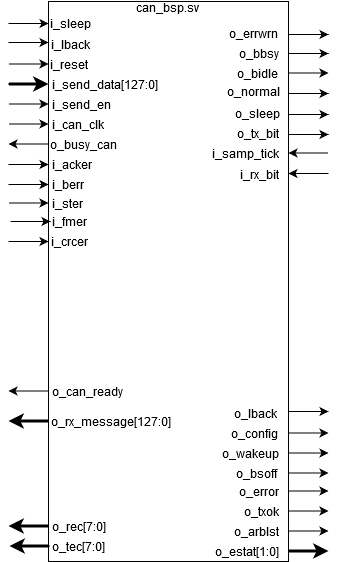 can_bsp.sv
i_sleep
i_lback
i_reset
i_send_data[127:0]
i_send_en
i_can_clk
o_busy_can
i_acker
i_berr
i_ster
i_fmer
i_crcer
o_can_ready
o_rx_message[127:0]
o_rec[7:0]
o_tec[7:0]
o_errwrn
o_bbsy
o_bidle
o_normal
o_sleep
o_tx_bit
i_samp_tick
i_rx_bit
o_lback
o_config
o_wakeup
o_bsoff
o_error
o_txok
o_arblst
o_estat[1:0]